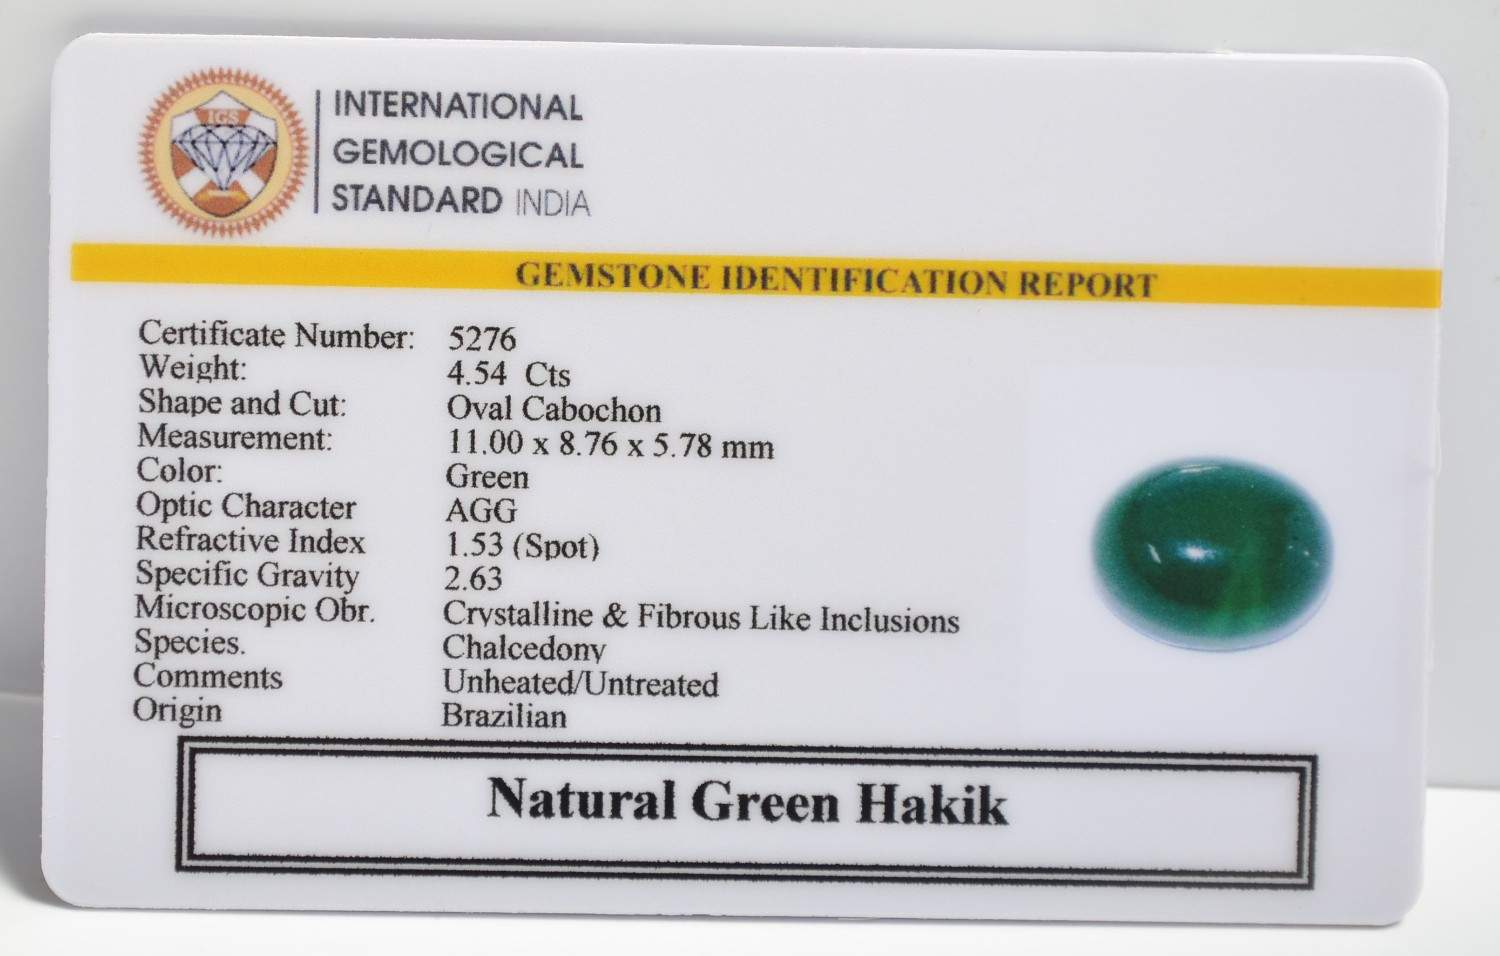 IGS
INTERNATIONAL
GEMOLOGICAL
STANDARD INDIA
GEMSTONE IDENTIFICATION REPORT
Certificate Number: 5276
Weight: 4.54 Cts
Shape and Cut: Oval Cabochon
Measurement: 11.00 x 8.76 x 5.78 mm
Color: Green
Optic Character AGG
Refractive Index 1.53 (Spot)
Specific Gravity 2.63
Microscopic Obr. Crystalline & Fibrous Like Inclusions
Species. Chalcedony
Comments Unheated/Untreated
Origin Brazilian
Natural Green Hakik